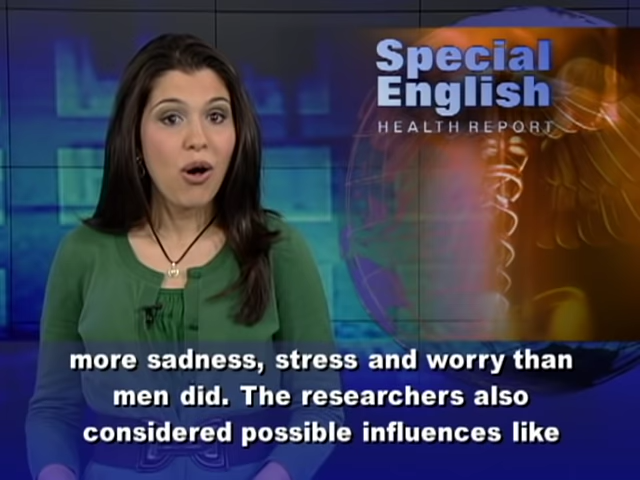 Special
English
HEALTH REPORT
more sadness, stress and worry than
men did. The researchers also
considered possible influences like